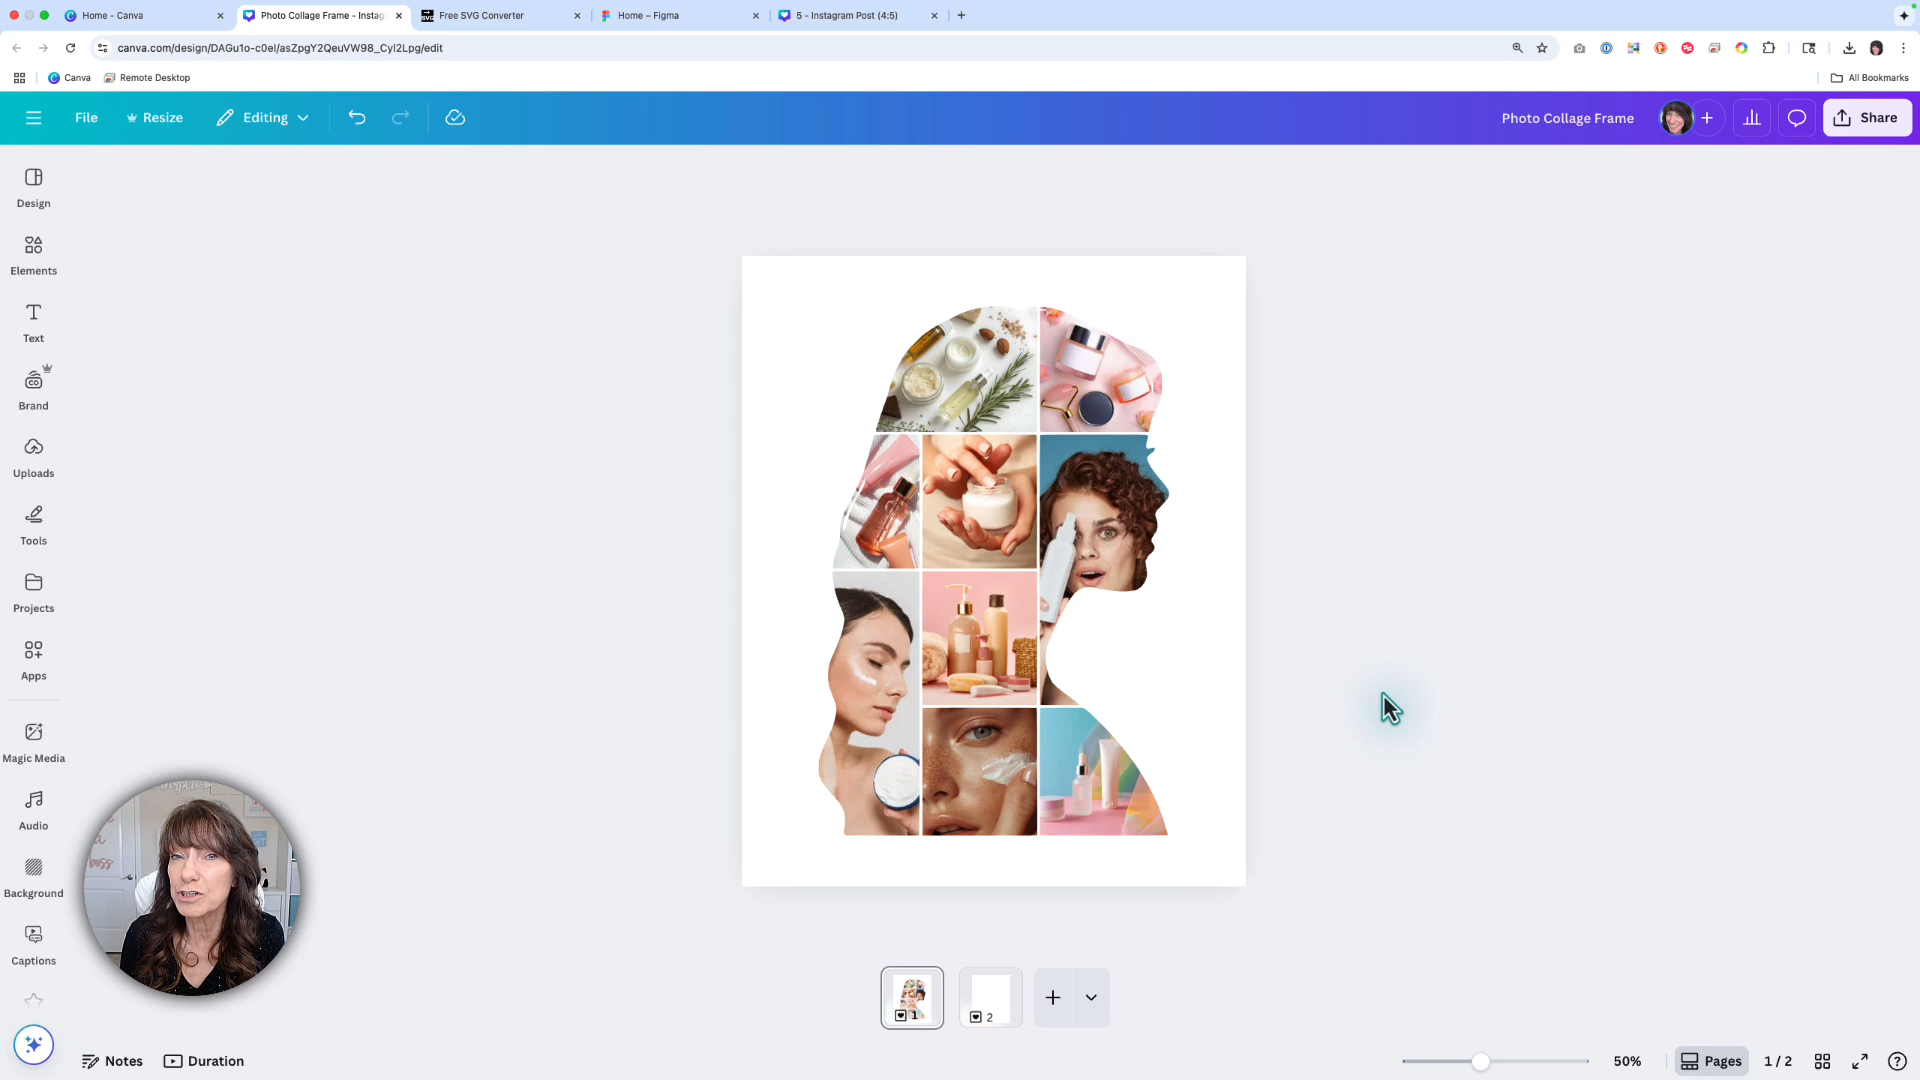 Home - Canva
Photo Collage Frame - Instag
Free SVG Converter
Home – Figma
5 - Instagram Post (4:5)
canva.com/design/DAGu1o-c0eI/asZpgY2QeuVW98_CyI2Lpg/edit
Canva
Remote Desktop
All Bookmarks
File
Resize
Editing
Photo Collage Frame
Share
Design
Elements
Text
Brand
Uploads
Tools
Projects
Apps
Magic Media
Audio
Background
Captions
1
2
Notes
Duration
50%
Pages
1 / 2